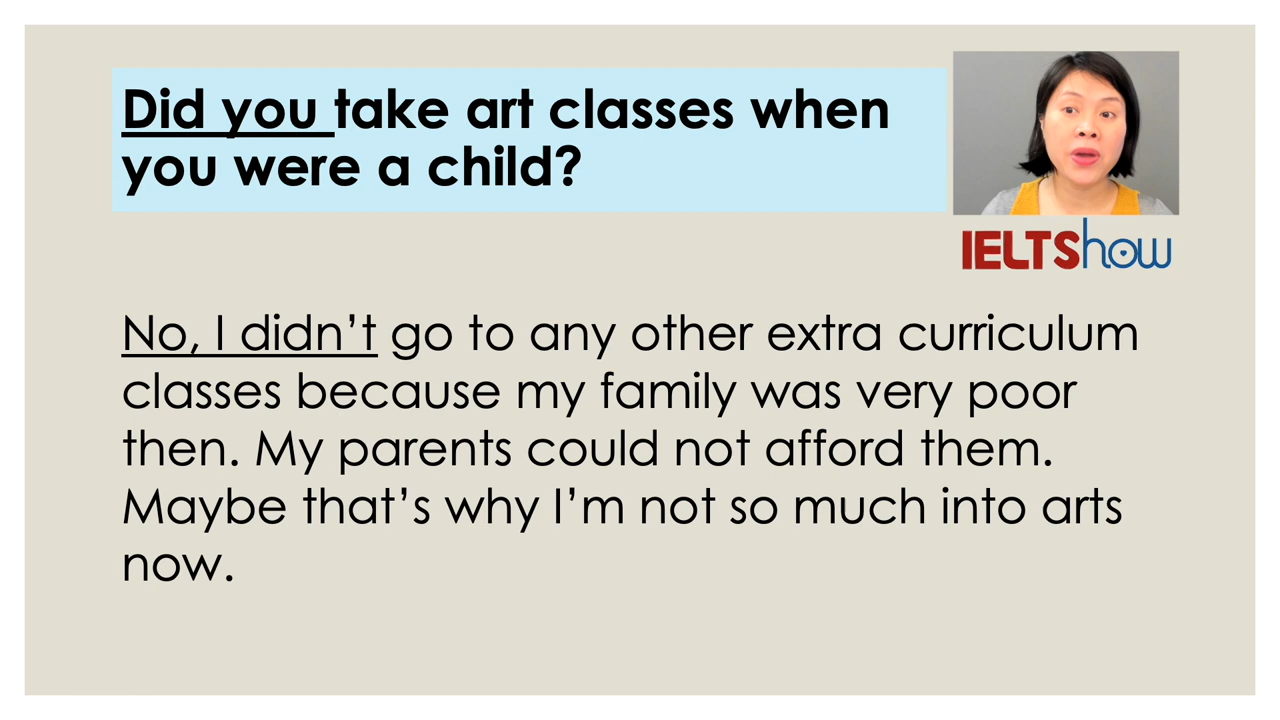 Did you take art classes when
you were a child?
IELTShow
No, I didn’t go to any other extra curriculum
classes because my family was very poor
then. My parents could not afford them.
Maybe that’s why I’m not so much into arts
now.